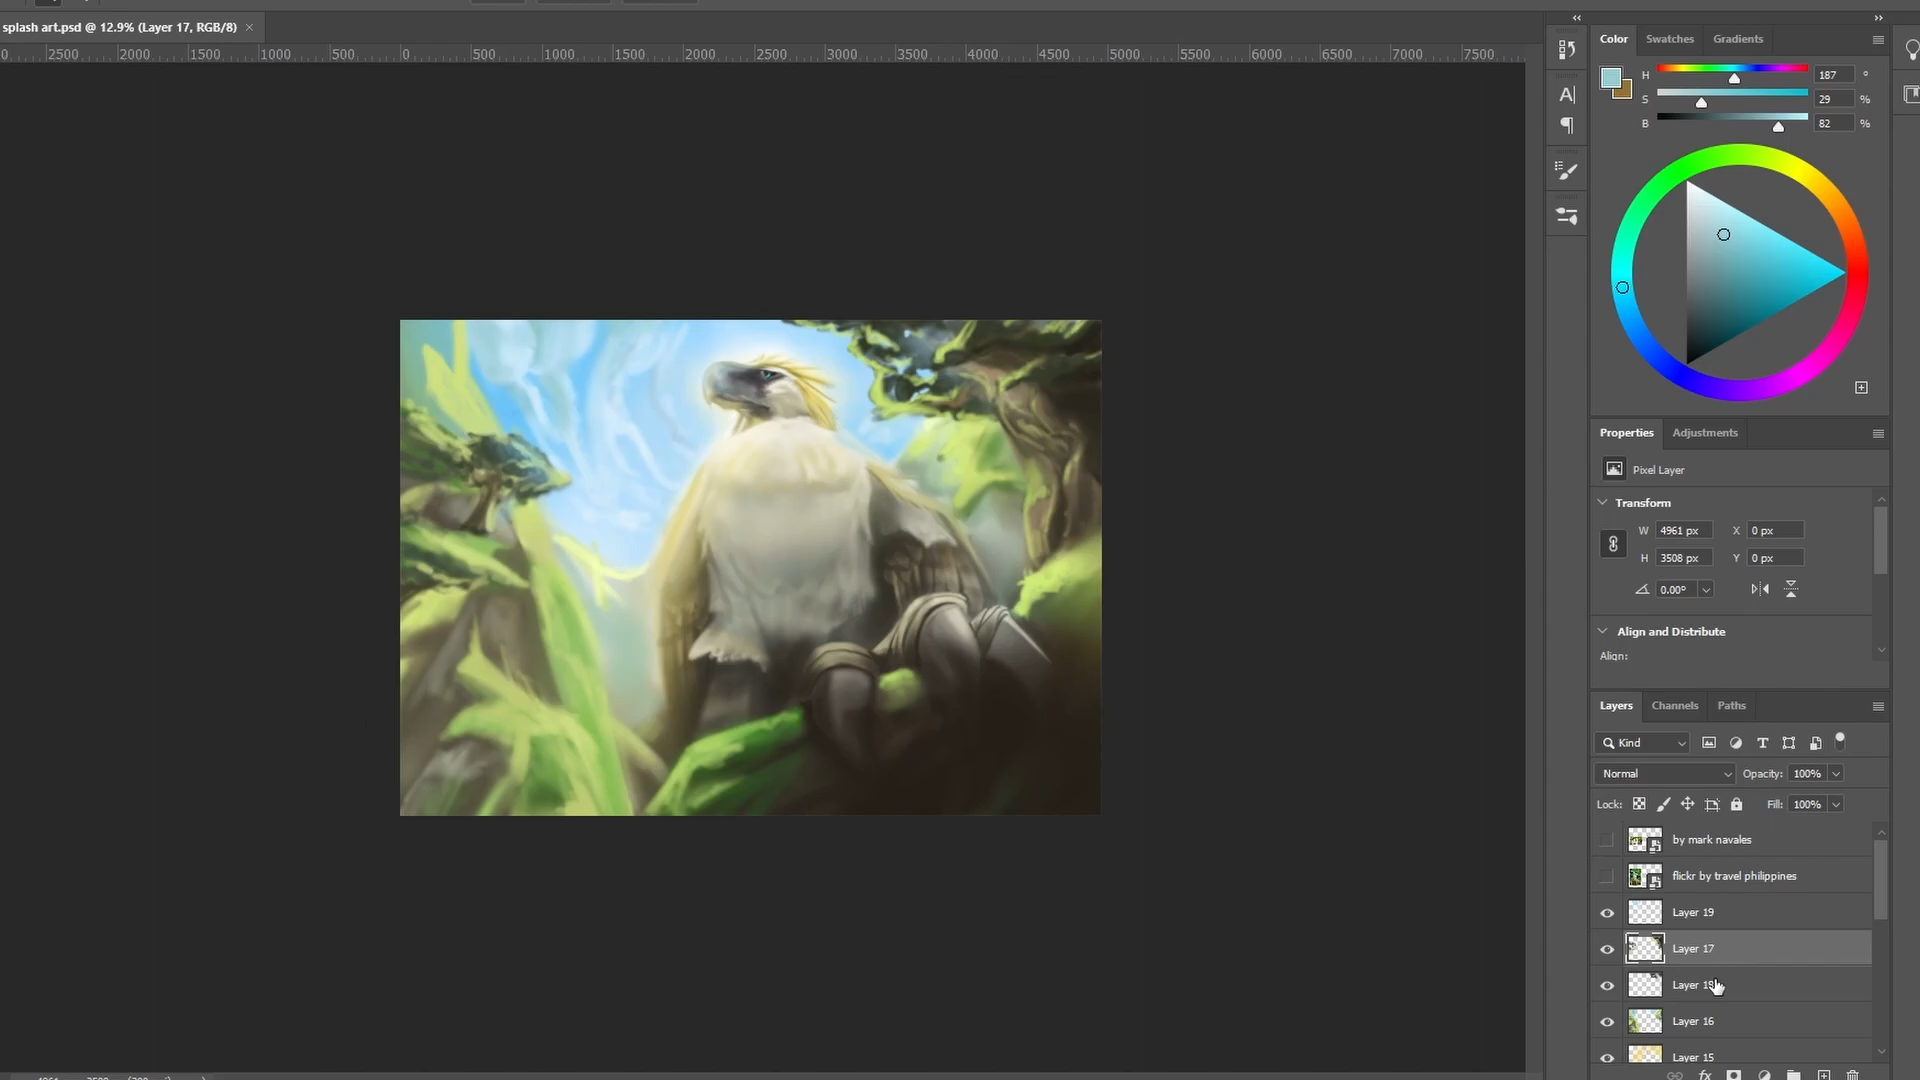 splash art.psd @ 12.9% (Layer 17, RGB/8) ×
0 2500 2000 1500 1000 500 0 500 1000 1500 2000 2500 3000 3500 4000 4500 5000 5500 6000 6500 7000 7500
Color Swatches Gradients
H 187 °
S 29 %
B 82 %
Properties Adjustments
Pixel Layer
Transform
W 4961 px X 0 px
H 3508 px Y 0 px
0.00°
Align and Distribute
Align:
Layers Channels Paths
Kind
Normal Opacity: 100%
Lock: Fill: 100%
by mark navales
flickr by travel philippines
Layer 19
Layer 17
Layer
Layer 16
Layer 15
fx